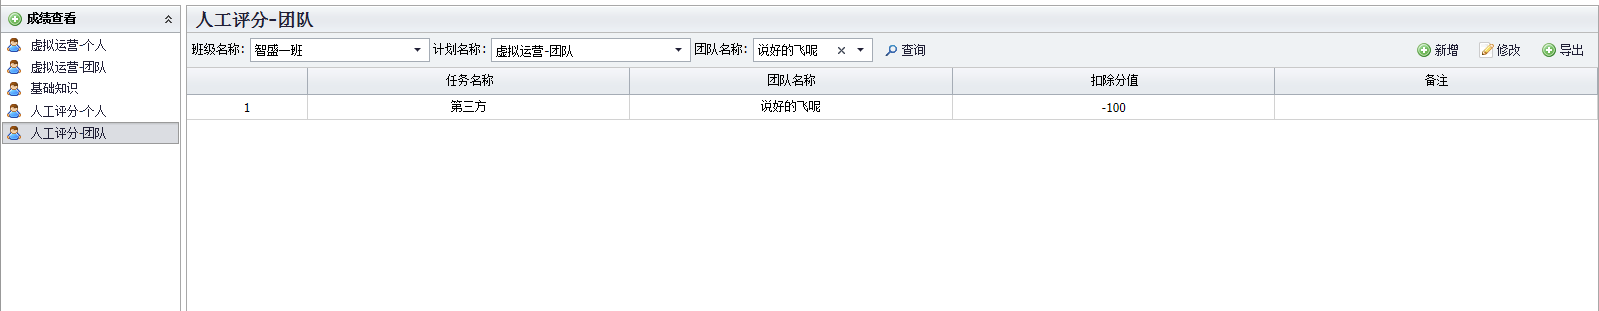 成绩查看
虚拟运营-个人
虚拟运营-团队
基础知识
人工评分-个人
人工评分-团队
人工评分-团队
班级名称: 智盛一班 计划名称: 虚拟运营-团队 团队名称: 说好的飞呢 查询 新增 修改 导出
任务名称 团队名称 扣除分值 备注
1 第三方 说好的飞呢 -100